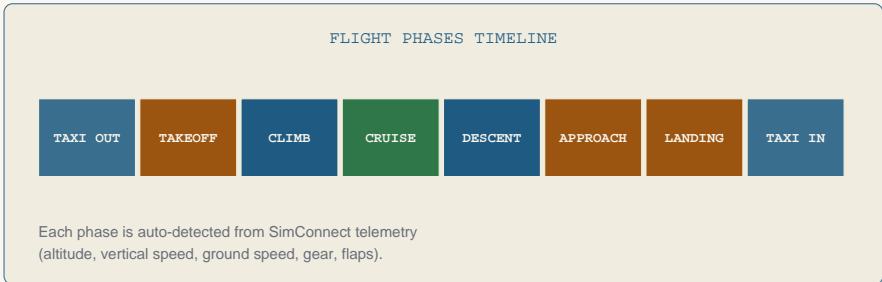 FLIGHT PHASES TIMELINE
TAXI OUT TAKEOFF CLIMB CRUISE DESCENT APPROACH LANDING TAXI IN
Each phase is auto-detected from SimConnect telemetry
(altitude, vertical speed, ground speed, gear, flaps).